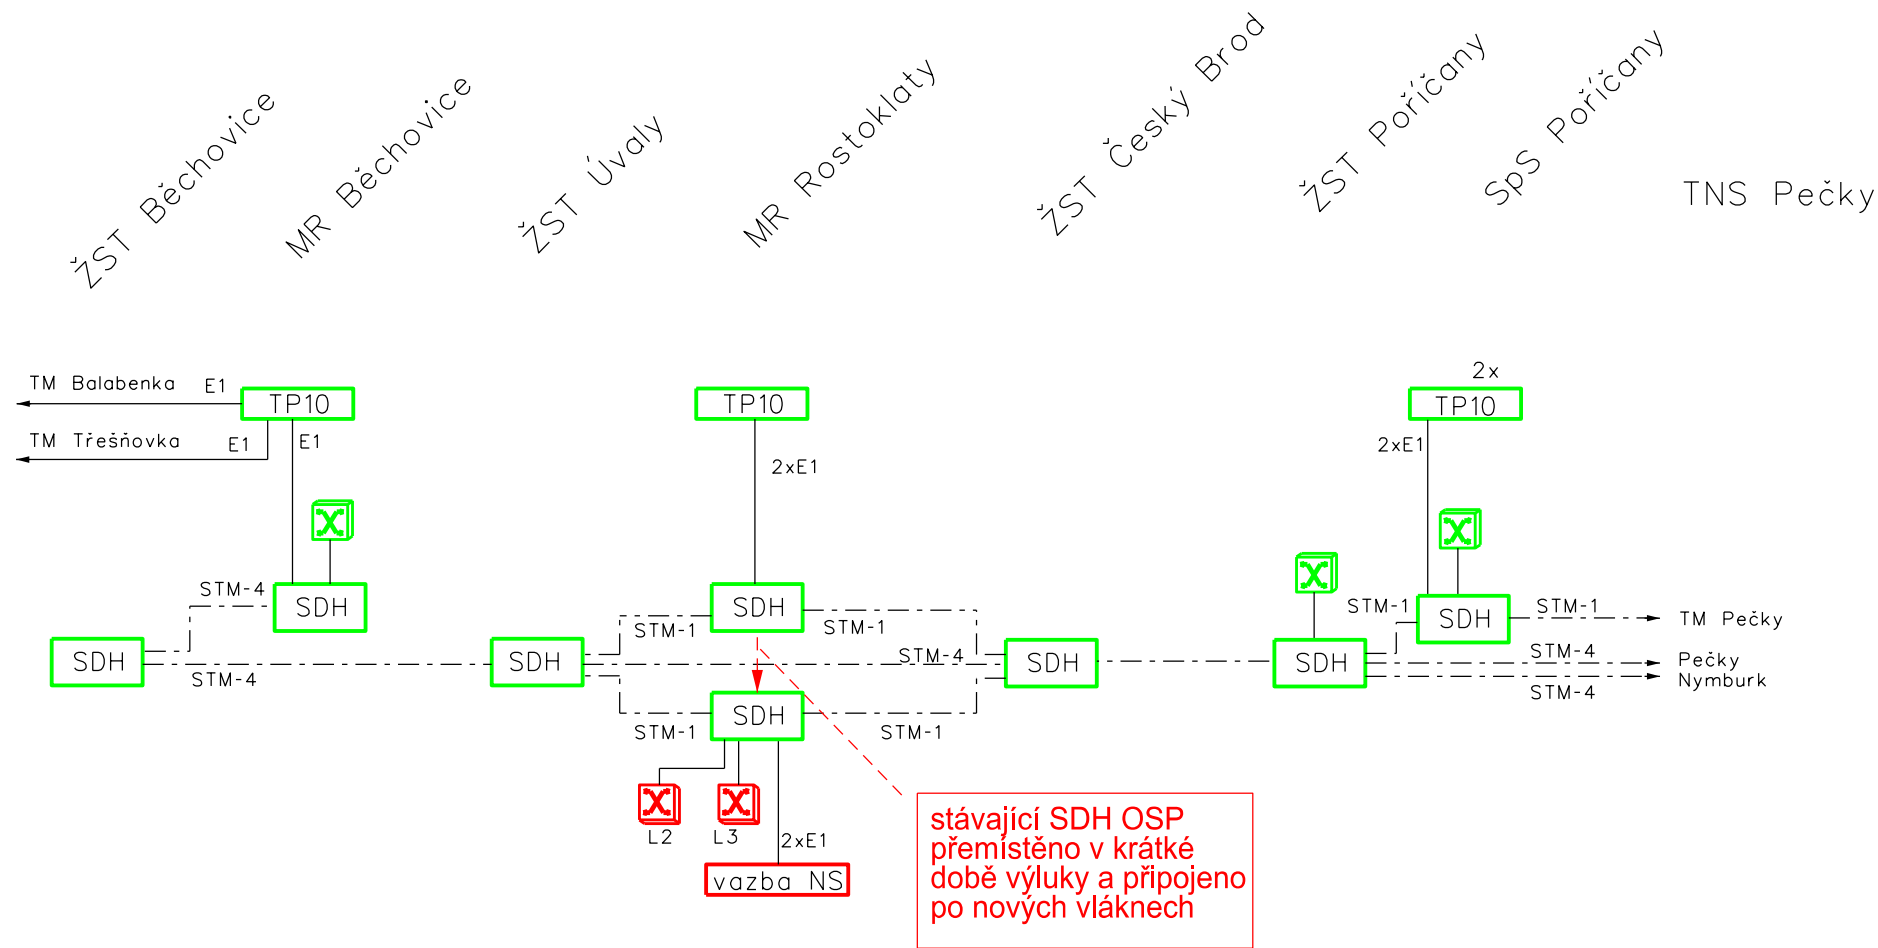 ŽST Běchovice
MR Běchovice
ŽST Úvaly
MR Rostoklaty
ŽST Český Brod
ŽST Poříčany
SpS Poříčany
TNS Pečky
TM Balabenka E1
TP10
TM Třešňovka E1
E1
TP10
2xE1
2x
TP10
2xE1
STM-4
SDH
SDH
STM-4
SDH
STM-1
SDH
STM-1
STM-4
SDH
SDH
STM-1
SDH
STM-1
TM Pečky
STM-4
Pečky
STM-4
Nymburk
STM-1
SDH
STM-1
L2
L3
2xE1
vazba NS
stávající SDH OSP
přemístěno v krátké
době výluky a připojeno
po nových vláknech